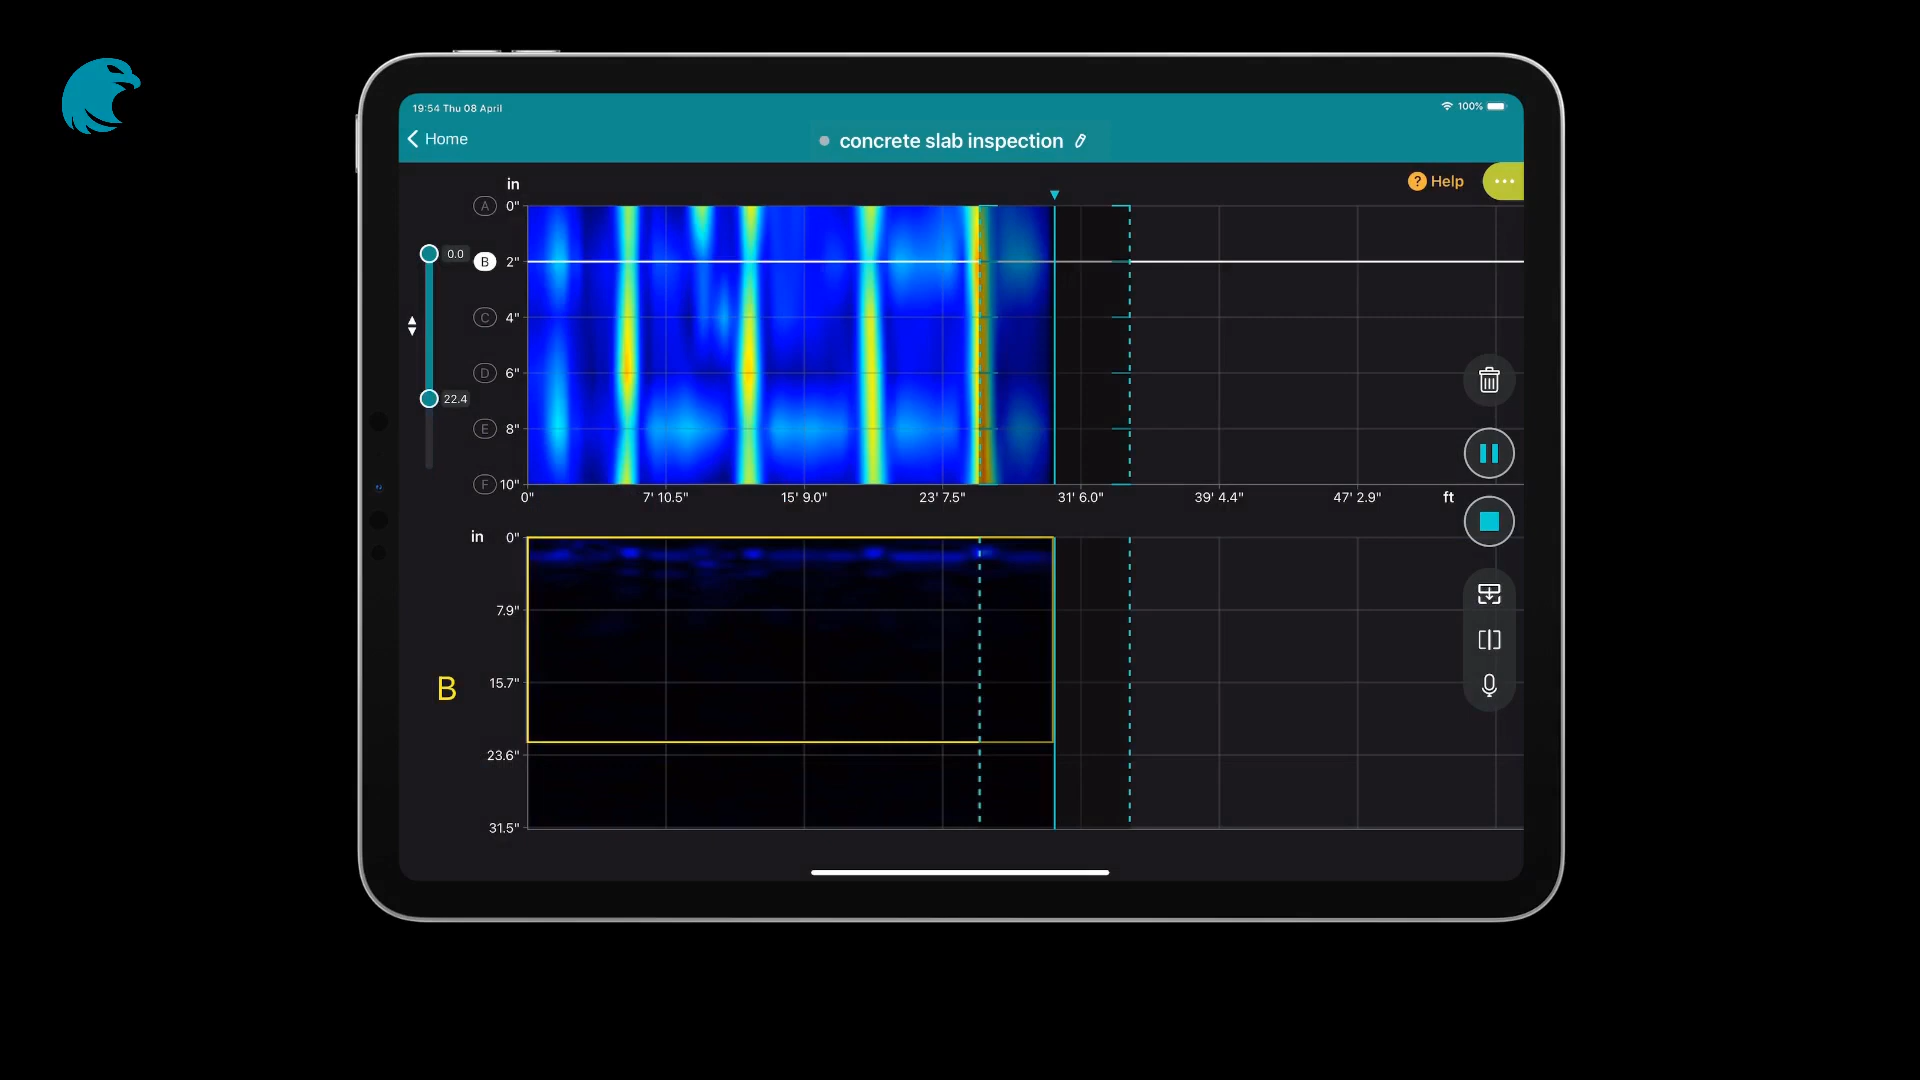 19:54 Thu 08 April
100%
Home
concrete slab inspection
? Help
in
A 0"
0.0
B 2"
C 4"
D 6"
22.4
E 8"
F 10"
0" 7' 10.5" 15' 9.0" 23' 7.5" 31' 6.0" 39' 4.4" 47' 2.9" ft
in 0"
7.9"
B 15.7"
23.6"
31.5"